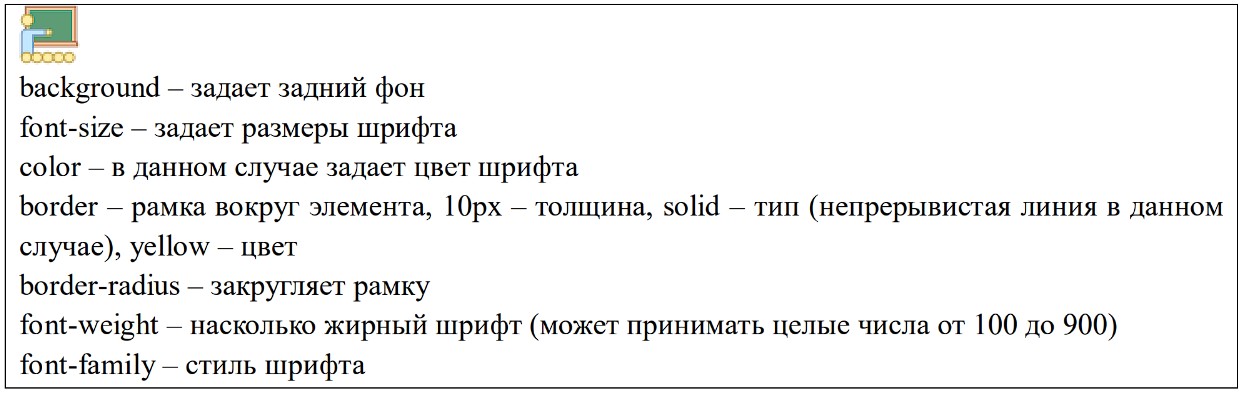 background – задает задний фон
font-size – задает размеры шрифта
color – в данном случае задает цвет шрифта
border – рамка вокруг элемента, 10px – толщина, solid – тип (непрерывистая линия в данном
случае), yellow – цвет
border-radius – закругляет рамку
font-weight – насколько жирный шрифт (может принимать целые числа от 100 до 900)
font-family – стиль шрифта